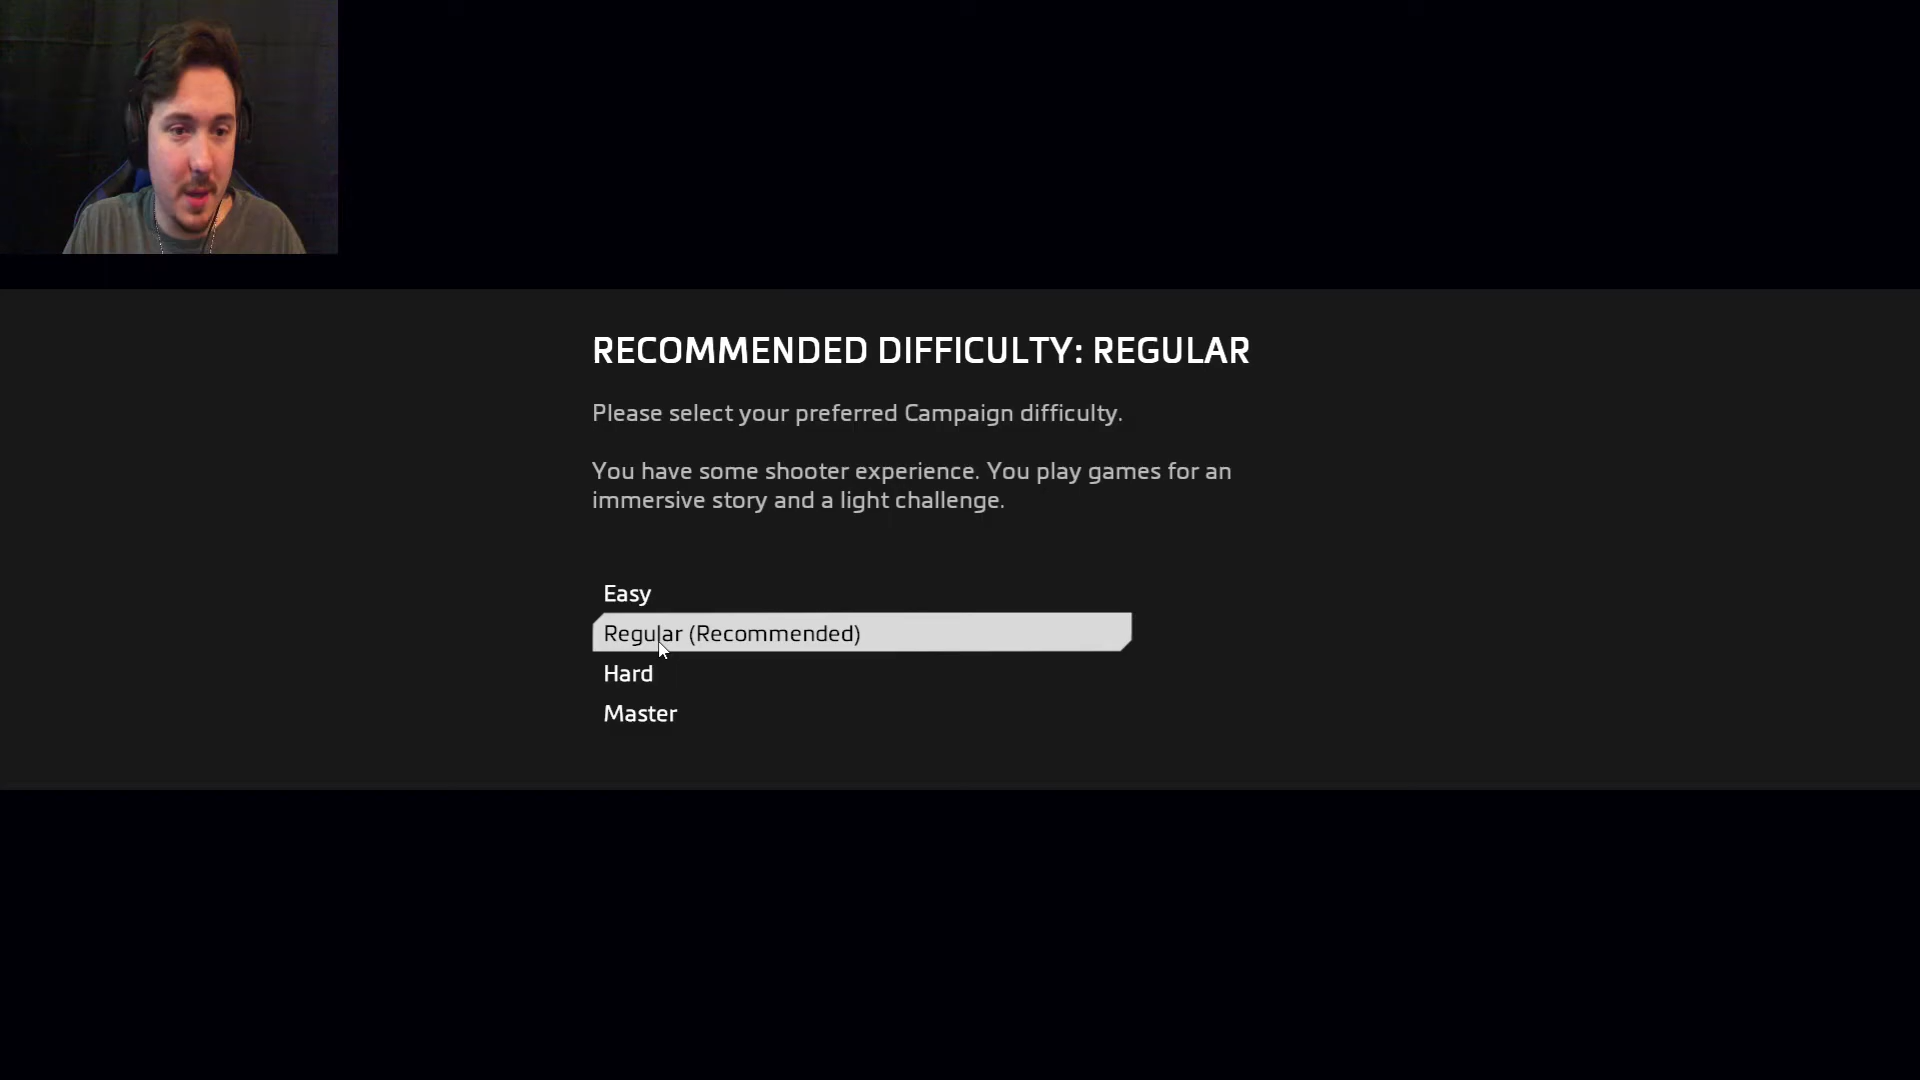 RECOMMENDED DIFFICULTY: REGULAR
Please select your preferred Campaign difficulty.
You have some shooter experience. You play games for an
immersive story and a light challenge.
Easy
Regular (Recommended)
Hard
Master